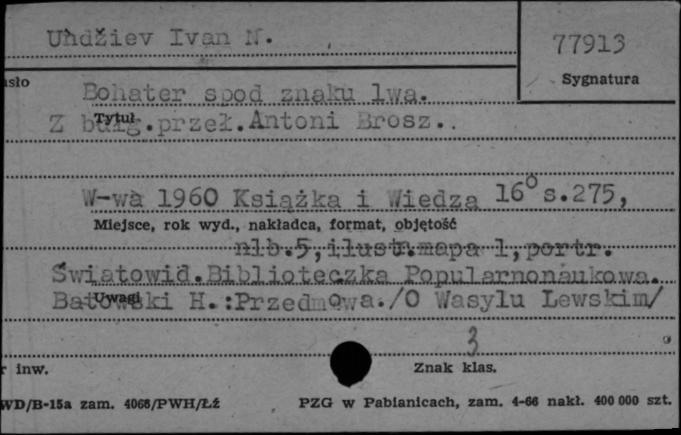 Undžiev Ivan N.
77913
Sygnatura
asło
Bohater spod znaku lwa.
Tytuł
Z bułg.przeł.Antoni Brosz..
W-wa 1960 Książka i Wiedza 16° s.275,
Miejsce, rok wyd., nakładca, format, objętość
nlb.5,ilustr.mapa 1,portr.
Światowid.Biblioteczka Popularnonaukowa.
Uwagi
Batowski H.:Przedmowa./O Wasylu Lewskim/
3
r inw.
Znak klas.
WD/B-15a zam. 4068/PWH/Łź
PZG w Pabianicach, zam. 4-66 nakł. 400 000 szt.